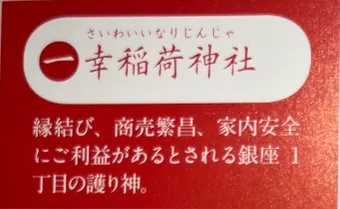 さいわいいなりじんじゃ
一 幸稲荷神社
縁結び、商売繁昌、家内安全
にご利益があるとされる銀座 1
丁目の護り神。